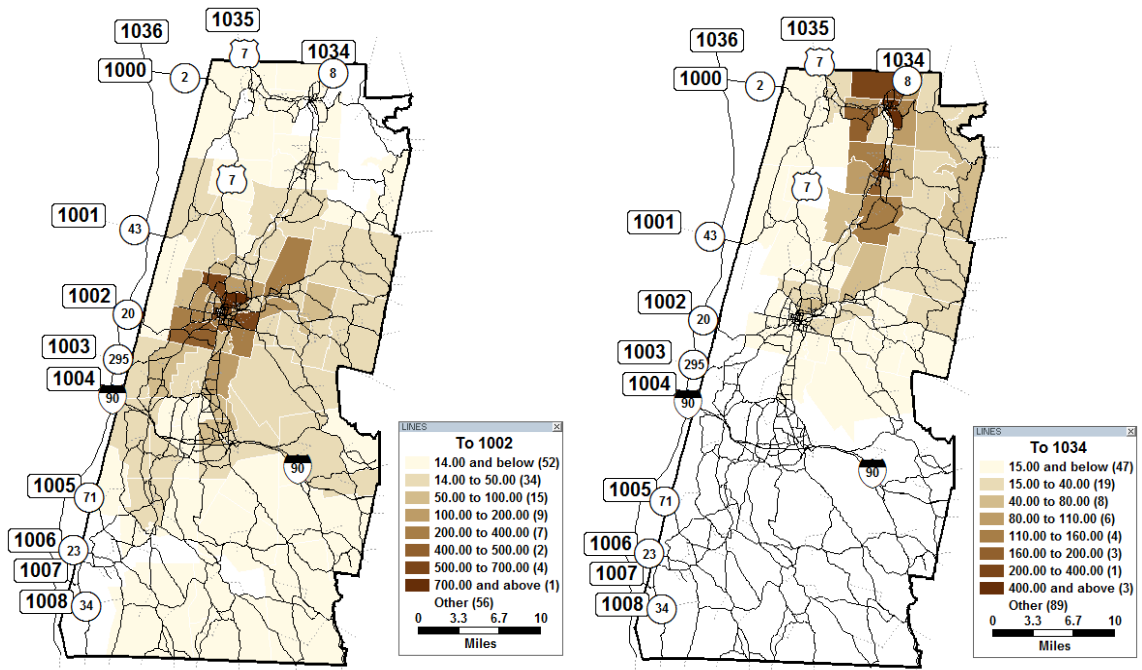 1035
1036
7
1034
1000
2
8
7
1001
43
1002
20
1003
295
1004
90
90
1005
71
1006
23
1007
1008
34
LINES
To 1002
14.00 and below (52)
14.00 to 50.00 (34)
50.00 to 100.00 (15)
100.00 to 200.00 (9)
200.00 to 400.00 (7)
400.00 to 500.00 (2)
500.00 to 700.00 (4)
700.00 and above (1)
Other (56)
0 3.3 6.7 10
Miles
1035
1036
7
1034
1000
2
8
7
1001
43
1002
20
1003
295
1004
90
90
1005
71
1006
23
1007
1008
34
LINES
To 1034
15.00 and below (47)
15.00 to 40.00 (19)
40.00 to 80.00 (8)
80.00 to 110.00 (6)
110.00 to 160.00 (4)
160.00 to 200.00 (3)
200.00 to 400.00 (1)
400.00 and above (3)
Other (89)
0 3.3 6.7 10
Miles